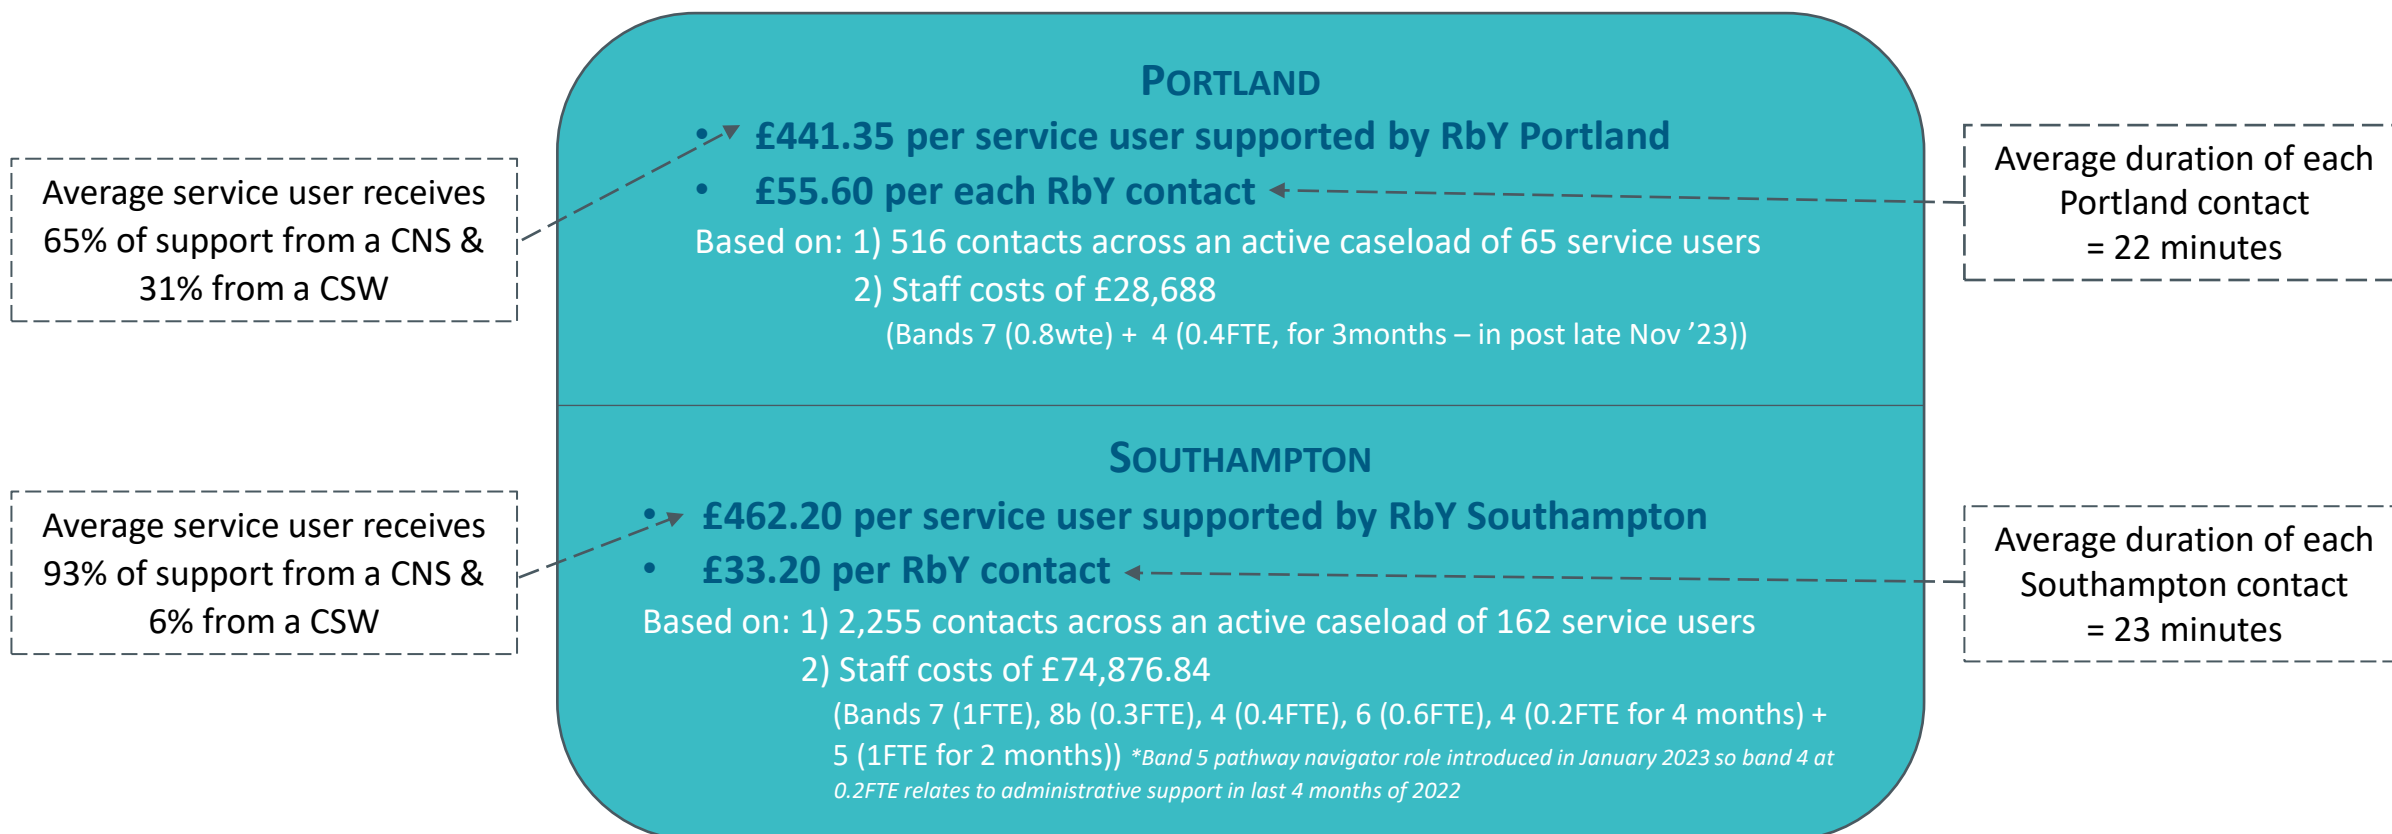 PORTLAND
• £441.35 per service user supported by RbY Portland
• £55.60 per each RbY contact
Based on: 1) 516 contacts across an active caseload of 65 service users
2) Staff costs of £28,688
(Bands 7 (0.8wte) + 4 (0.4FTE, for 3months – in post late Nov ’23))
Average service user receives
65% of support from a CNS &
31% from a CSW
Average duration of each
Portland contact
= 22 minutes
SOUTHAMPTON
• £462.20 per service user supported by RbY Southampton
• £33.20 per RbY contact
Based on: 1) 2,255 contacts across an active caseload of 162 service users
2) Staff costs of £74,876.84
(Bands 7 (1FTE), 8b (0.3FTE), 4 (0.4FTE), 6 (0.6FTE), 4 (0.2FTE for 4 months) +
5 (1FTE for 2 months)) *Band 5 pathway navigator role introduced in January 2023 so band 4 at
0.2FTE relates to administrative support in last 4 months of 2022
Average service user receives
93% of support from a CNS &
6% from a CSW
Average duration of each
Southampton contact
= 23 minutes